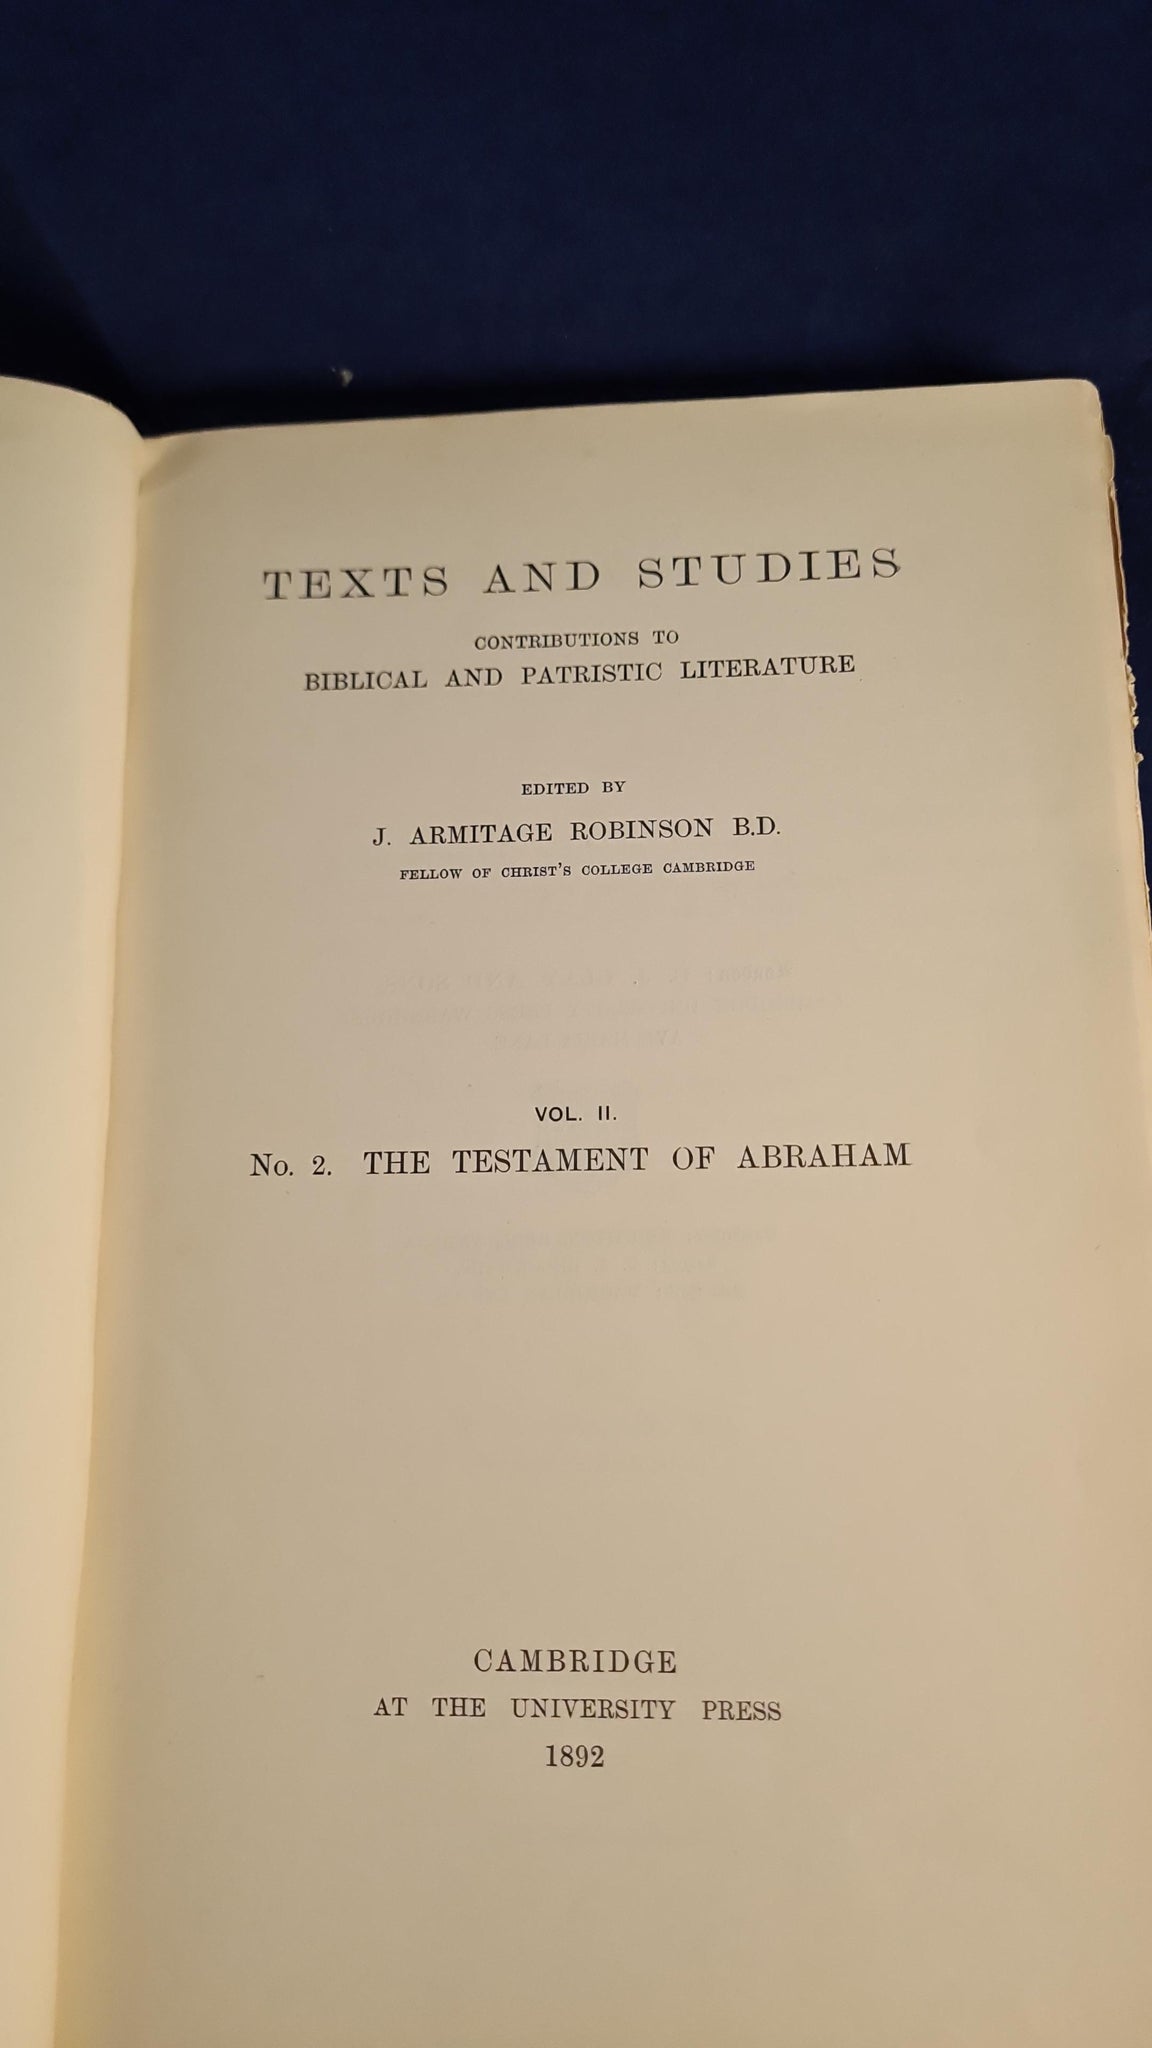 TEXTS AND STUDIES
CONTRIBUTIONS TO
BIBLICAL AND PATRISTIC LITERATURE
EDITED BY
J. ARMITAGE ROBINSON B.D.
FELLOW OF CHRIST'S COLLEGE CAMBRIDGE
VOL. II.
No. 2. THE TESTAMENT OF ABRAHAM
CAMBRIDGE
AT THE UNIVERSITY PRESS
1892